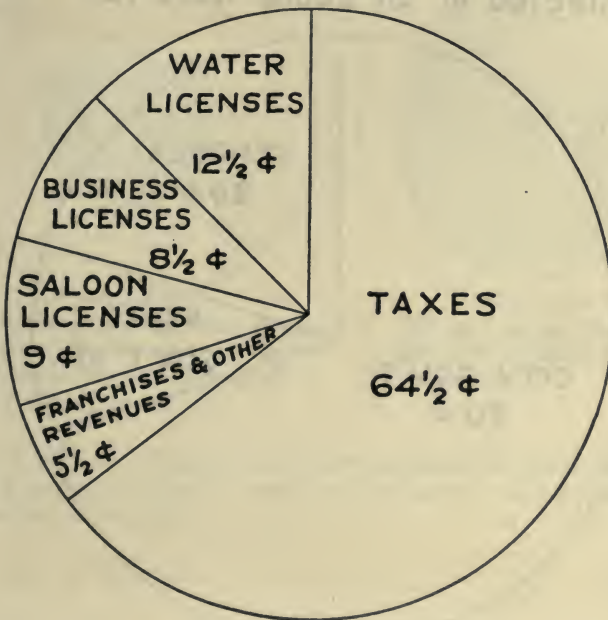 WATER
LICENSES
12½ ¢
BUSINESS
LICENSES
8½ ¢
SALOON
LICENSES
9 ¢
FRANCHISES & OTHER
REVENUES
5½ ¢
TAXES
64½ ¢